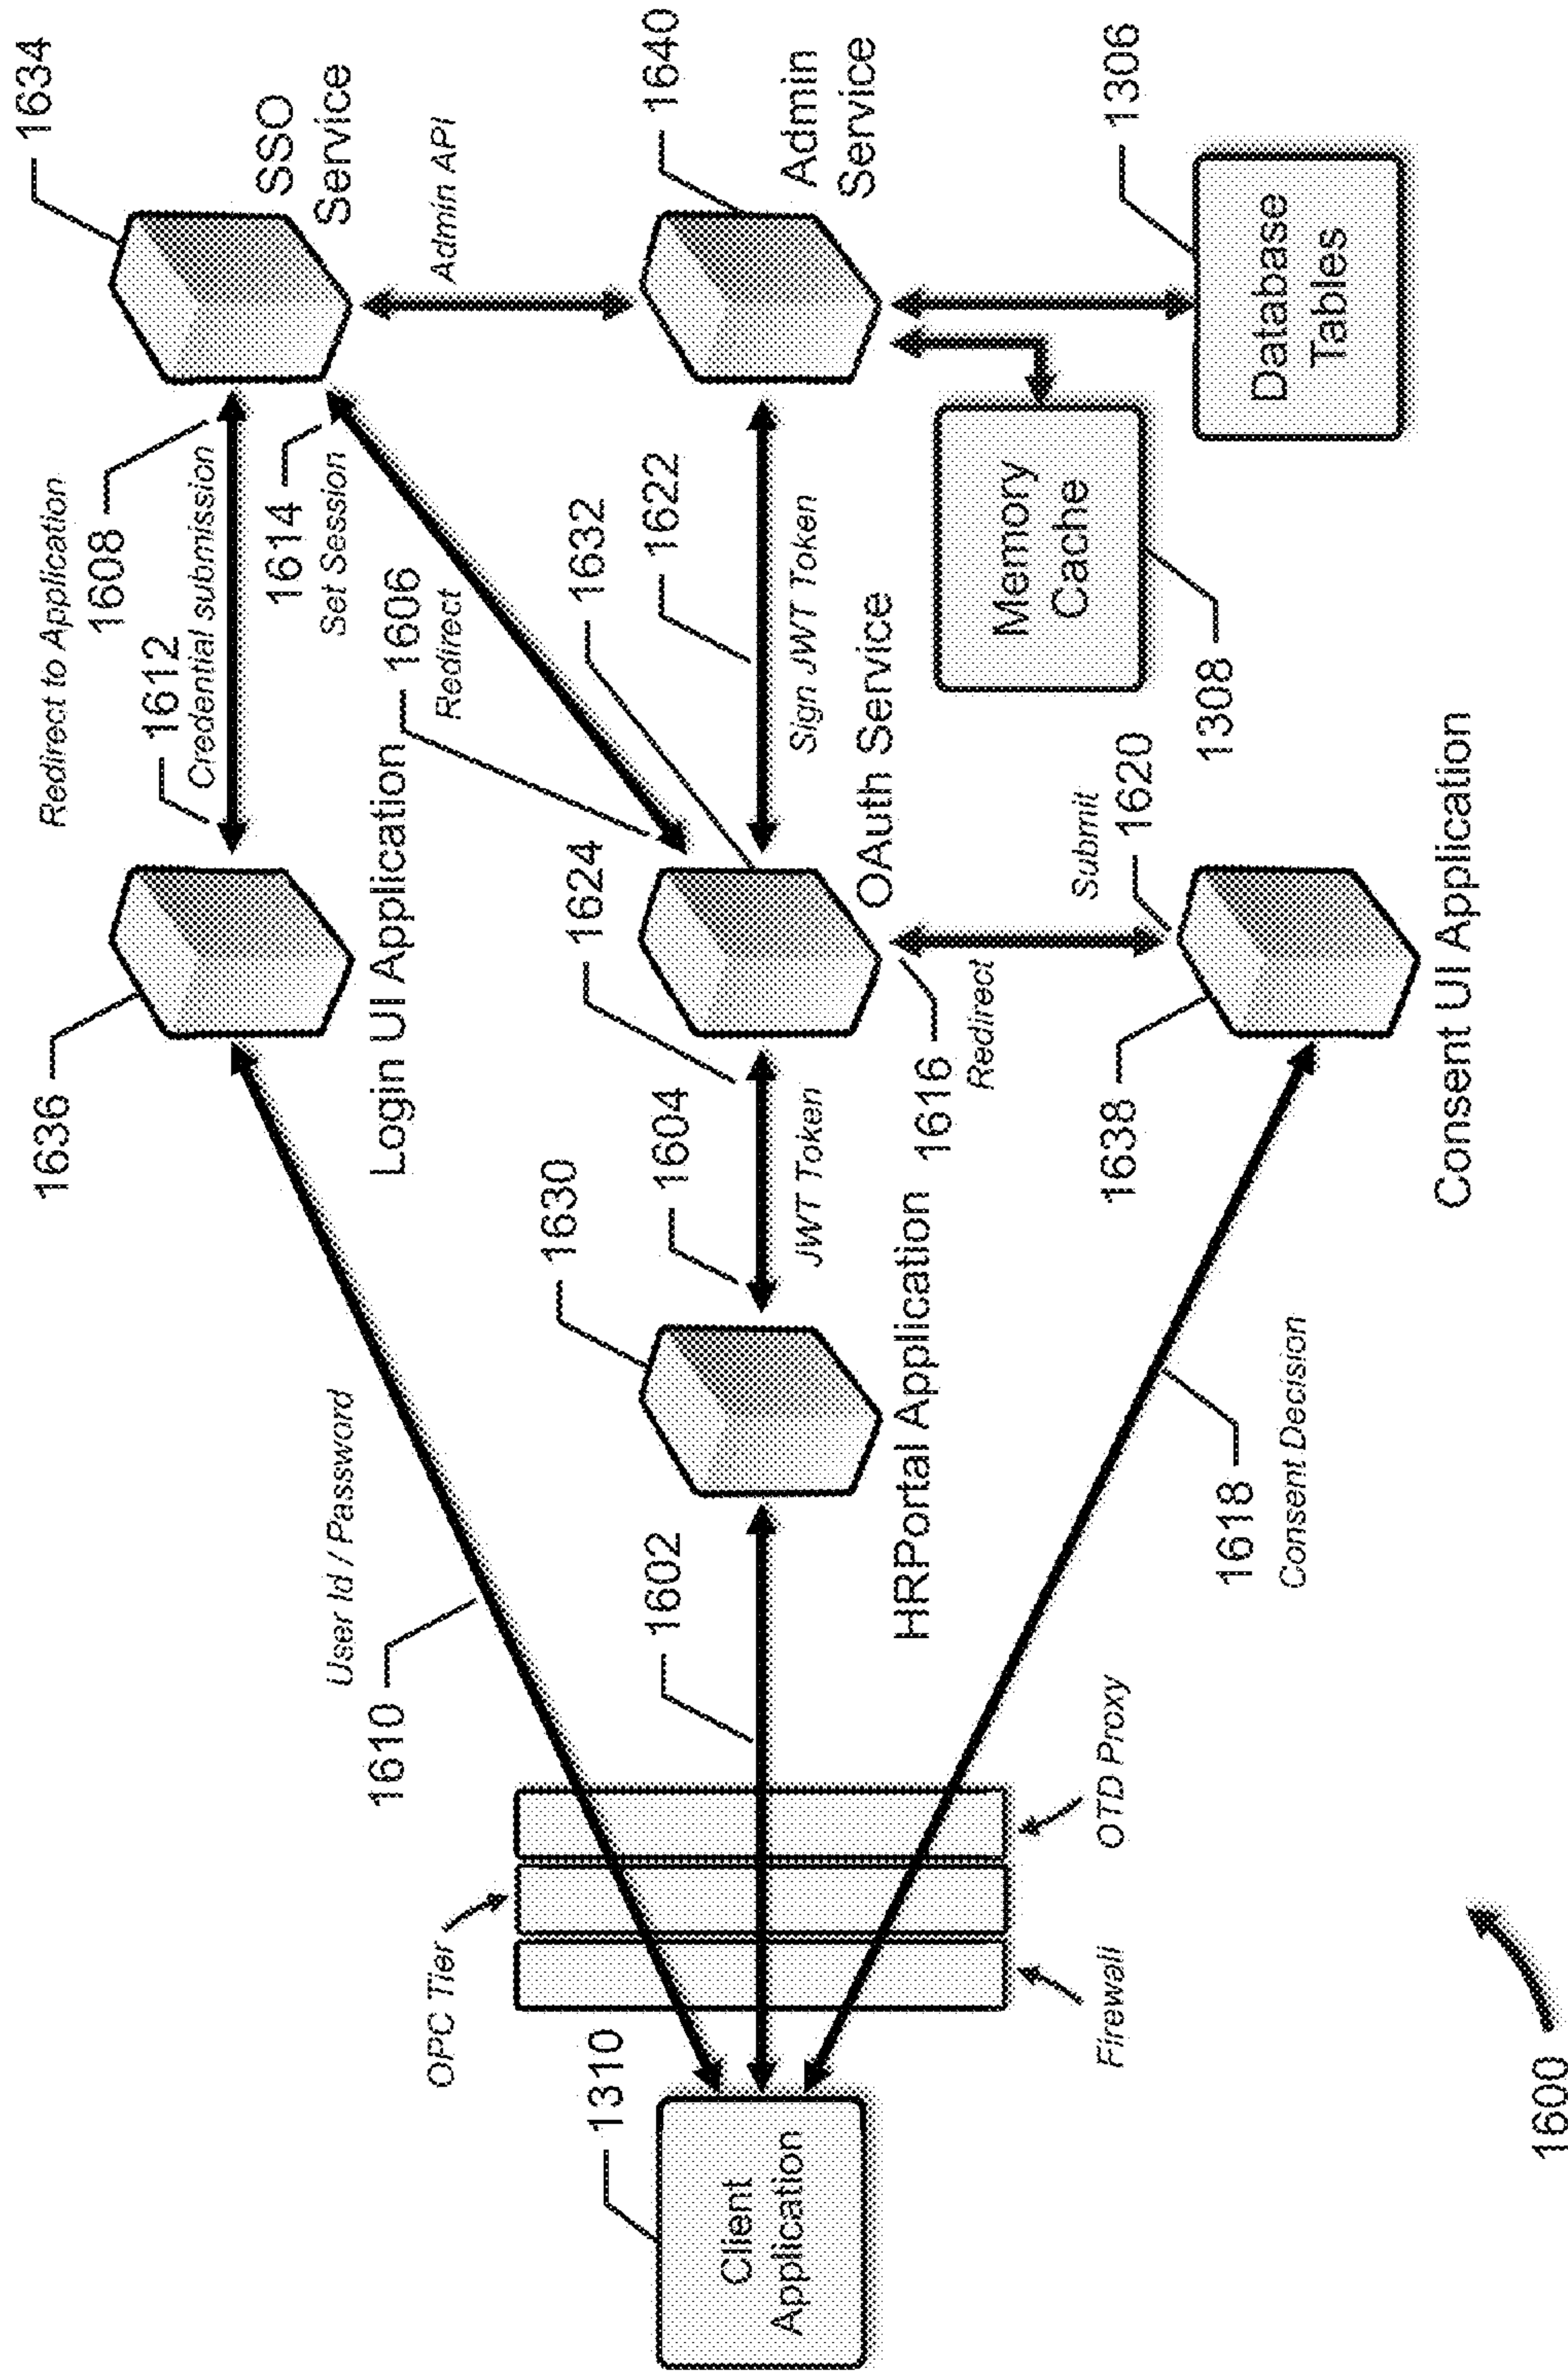 1636
Login UI Application
Redirect to Application
1608
1612
Credential submission
1634
SSO
Service
1614
Set Session
Admin API
User Id / Password
1610
1606
Redirect
OPC Tier
1310
Client
Application
1602
1630
HRPortal Application
1604
JWT Token
1624
1632
OAuth Service
1622
Sign JWT Token
1640
Admin
Service
Firewall
OTD Proxy
1616
Redirect
Submit
1620
Memory
Cache
1308
1306
Database
Tables
1618
Consent Decision
1638
Consent UI Application
1600